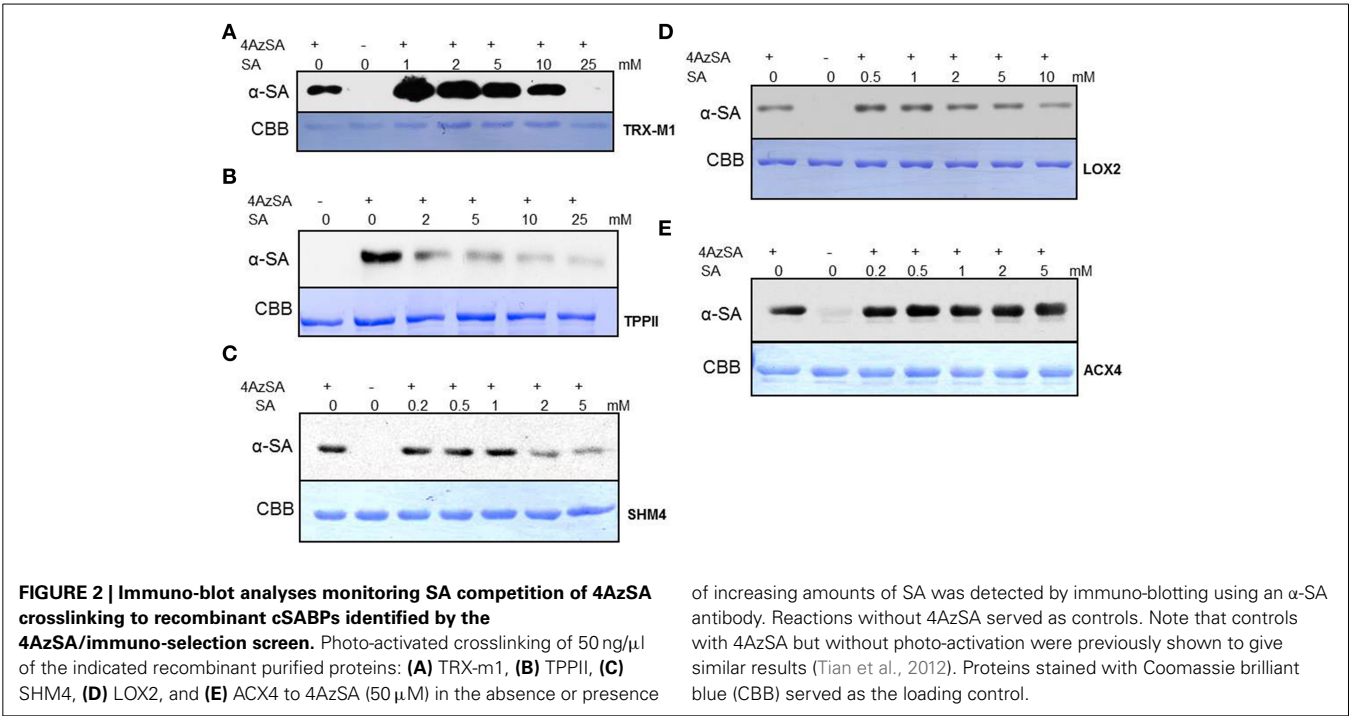 A
4AzSA + - + + + + +
SA 0 0 1 2 5 10 25 mM
α-SA
CBB TRX-M1
B
4AzSA - + + + + +
SA 0 0 2 5 10 25 mM
α-SA
CBB TPPII
C
4AzSA + - + + + + +
SA 0 0 0.2 0.5 1 2 5 mM
α-SA
CBB SHM4
D
4AzSA + - + + + + +
SA 0 0 0.5 1 2 5 10 mM
α-SA
CBB LOX2
E
4AzSA + - + + + + +
SA 0 0 0.2 0.5 1 2 5 mM
α-SA
CBB ACX4
FIGURE 2 | Immuno-blot analyses monitoring SA competition of 4AzSA
crosslinking to recombinant cSABPs identified by the
4AzSA/immuno-selection screen. Photo-activated crosslinking of 50 ng/μl
of the indicated recombinant purified proteins: (A) TRX-m1, (B) TPPII, (C)
SHM4, (D) LOX2, and (E) ACX4 to 4AzSA (50 μM) in the absence or presence
of increasing amounts of SA was detected by immuno-blotting using an α-SA
antibody. Reactions without 4AzSA served as controls. Note that controls
with 4AzSA but without photo-activation were previously shown to give
similar results (Tian et al., 2012). Proteins stained with Coomassie brilliant
blue (CBB) served as the loading control.